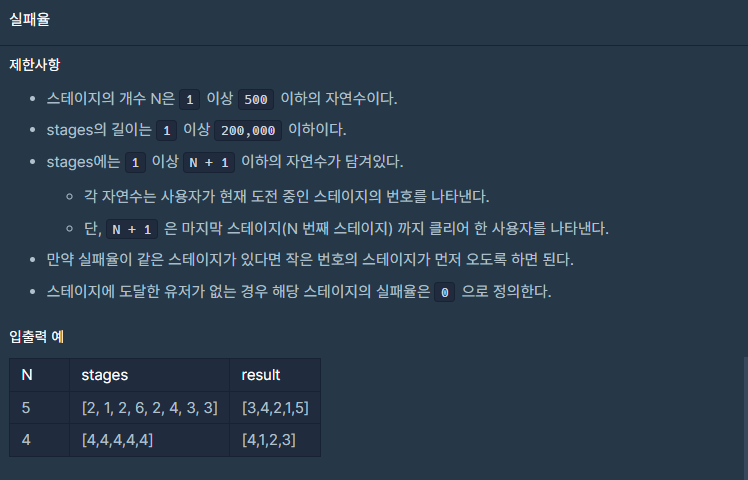 실패율
제한사항
• 스테이지의 개수 N은 1 이상 500 이하의 자연수이다.
• stages의 길이는 1 이상 200,000 이하이다.
• stages에는 1 이상 N + 1 이하의 자연수가 담겨있다.
◦ 각 자연수는 사용자가 현재 도전 중인 스테이지의 번호를 나타낸다.
◦ 단, N + 1 은 마지막 스테이지(N 번째 스테이지) 까지 클리어 한 사용자를 나타낸다.
• 만약 실패율이 같은 스테이지가 있다면 작은 번호의 스테이지가 먼저 오도록 하면 된다.
• 스테이지에 도달한 유저가 없는 경우 해당 스테이지의 실패율은 0 으로 정의한다.
입출력 예
N stages result
5 [2, 1, 2, 6, 2, 4, 3, 3] [3,4,2,1,5]
4 [4,4,4,4,4] [4,1,2,3]